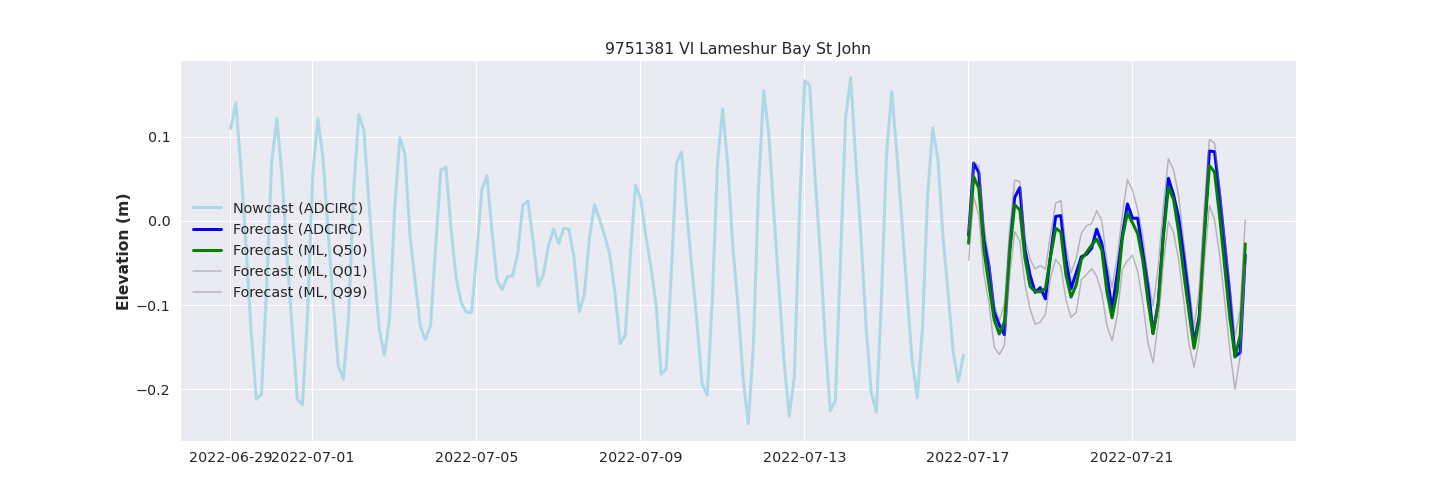 9751381 VI Lameshur Bay St John
Elevation (m)
0.1
0.0
−0.1
−0.2
Nowcast (ADCIRC)
Forecast (ADCIRC)
Forecast (ML, Q50)
Forecast (ML, Q01)
Forecast (ML, Q99)
2022-06-29 2022-07-01 2022-07-05 2022-07-09 2022-07-13 2022-07-17 2022-07-21